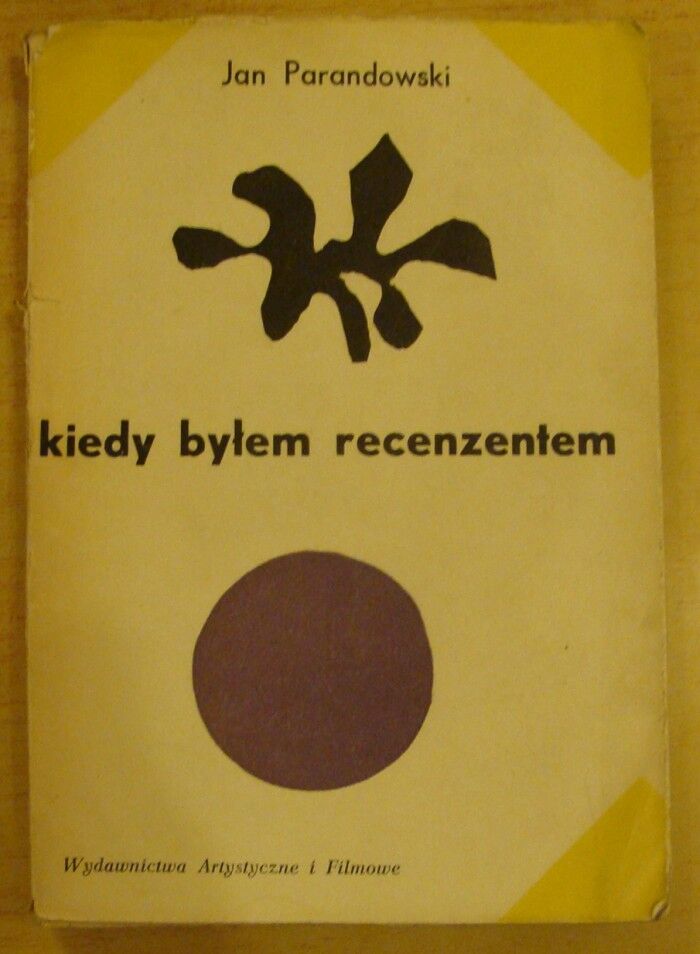 Jan Parandowski
kiedy byłem recenzentem
Wydawnictwa Artystyczne i Filmowe